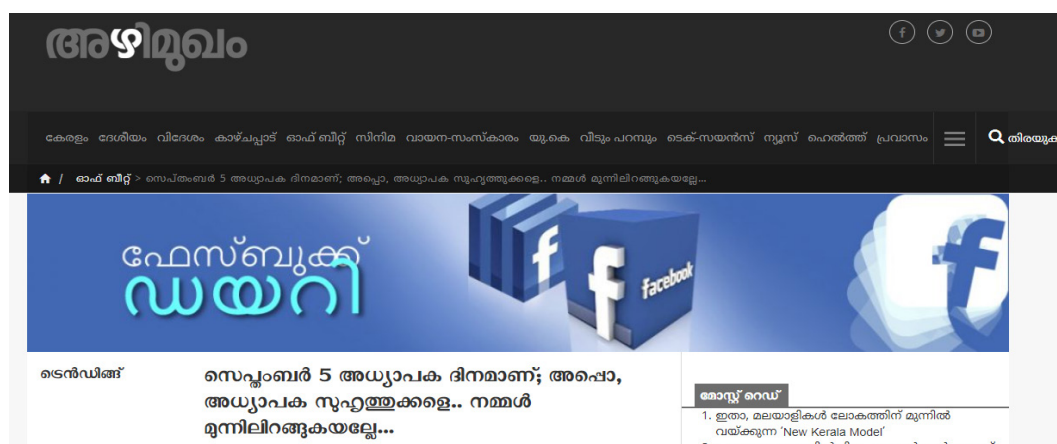 അഴിമുഖം
കേരളം ദേശീയം വിദേശം കാഴ്ചപ്പാട് ഓഫ് ബീറ്റ് സിനിമ വായന-സംസ്കാരം യു.കെ വീടും പറമ്പും ടെക്-സയൻസ് ന്യൂസ് ഹെൽത്ത് പ്രവാസം തിരയുക
/ ഓഫ് ബീറ്റ് > സെപ്തംബർ 5 അധ്യാപക ദിനമാണ്; അപ്പൊ, അധ്യാപക സുഹൃത്തുക്കളെ.. നമ്മൾ മുന്നിലിറങ്ങുകയല്ലേ...
ഫേസ്ബുക്ക്
ഡയറി
facebook
ട്രെൻഡിങ്ങ്
സെപ്തംബർ 5 അധ്യാപക ദിനമാണ്; അപ്പൊ,
അധ്യാപക സുഹൃത്തുക്കളെ.. നമ്മൾ
മുന്നിലിറങ്ങുകയല്ലേ...
മോസ്റ്റ് റെഡ്
1. ഇതാ, മലയാളികൾ ലോകത്തിന് മുന്നിൽ
വയ്ക്കുന്ന 'New Kerala Model'